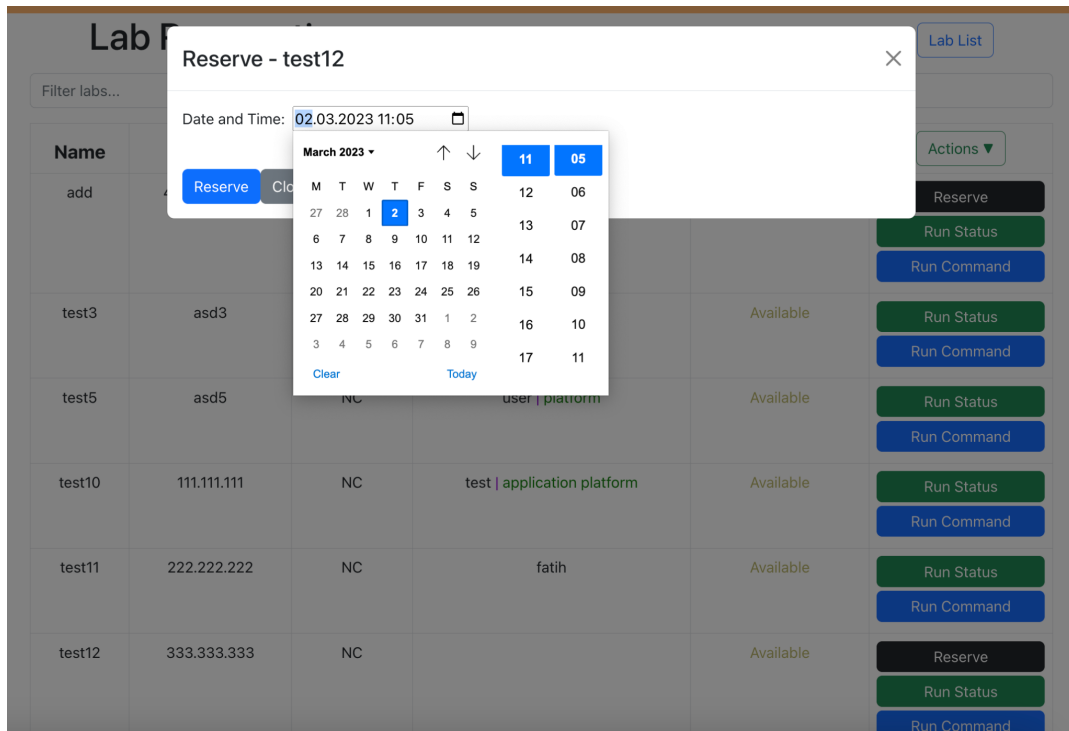 Lab
Lab List
Reserve - test12
Filter labs...
Date and Time: 02.03.2023 11:05
March 2023
M T W T F S S
27 28 1 2 3 4 5
6 7 8 9 10 11 12
13 14 15 16 17 18 19
20 21 22 23 24 25 26
27 28 29 30 31 1 2
3 4 5 6 7 8 9
Clear Today
11 05
12 06
13 07
14 08
15 09
16 10
17 11
Reserve
Name Actions ▼
add Reserve
Run Status
Run Command
test3 asd3 Available Run Status
Run Command
test5 asd5 NC user | platform Available Run Status
Run Command
test10 111.111.111 NC test | application platform Available Run Status
Run Command
test11 222.222.222 NC fatih Available Run Status
Run Command
test12 333.333.333 NC Available Reserve
Run Status
Run Command